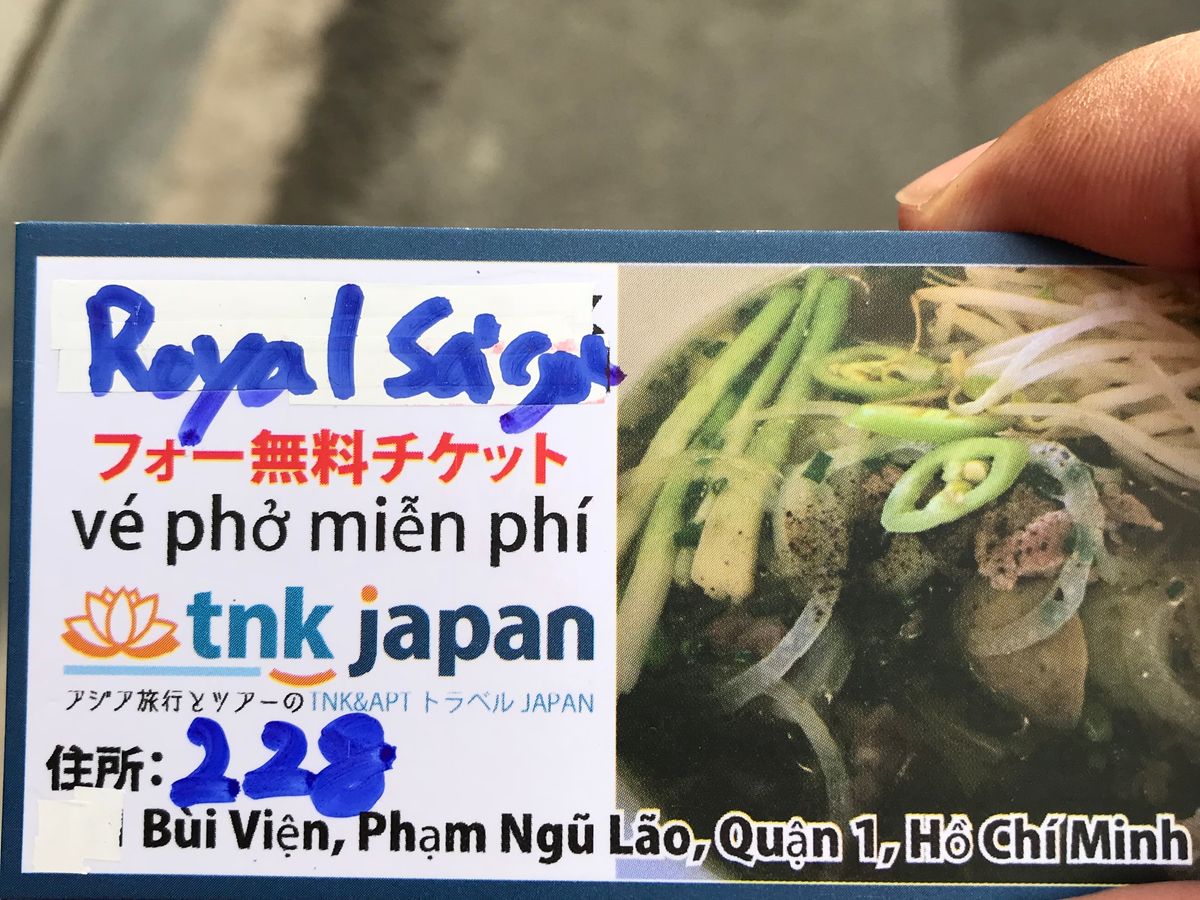 Royal Saigon
フォー無料チケット
vé phở miễn phí
tnk japan
アジア旅行とツアーのTNK&APT トラベル JAPAN
住所: 228
Bùi Viện, Phạm Ngũ Lão, Quận 1, Hồ Chí Minh